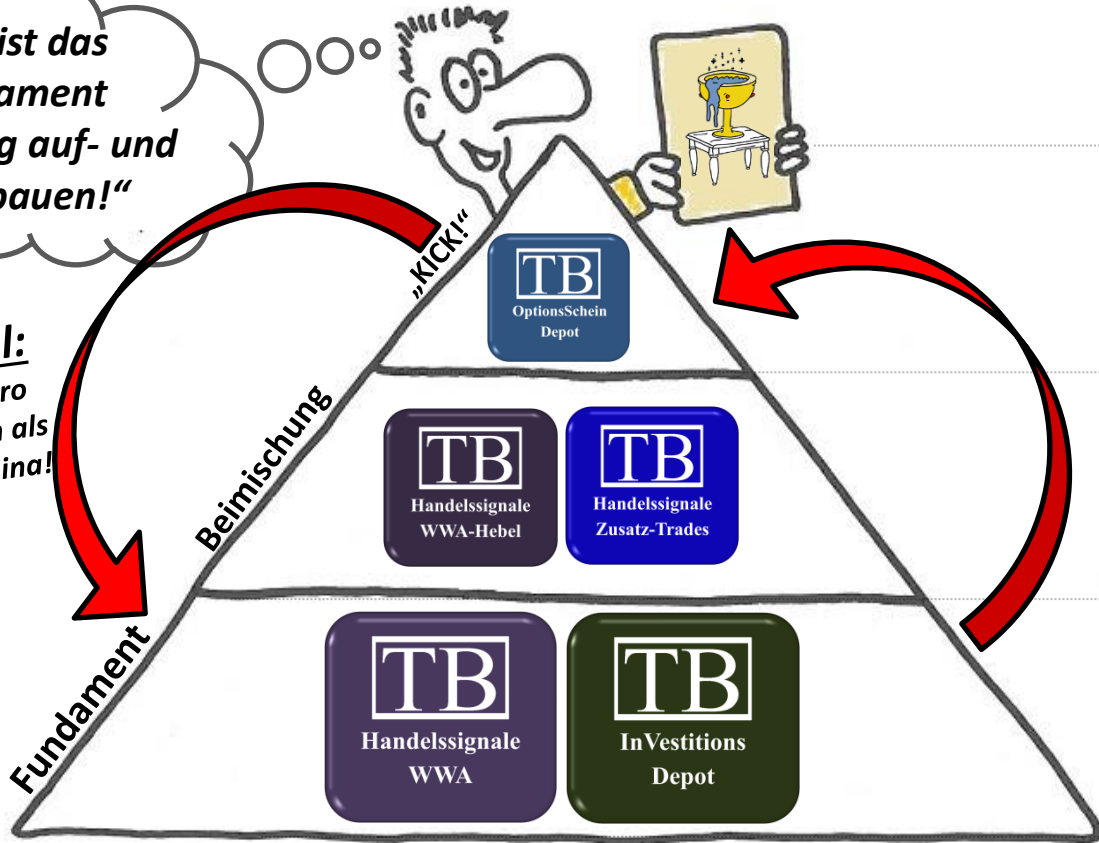 ist das
ament
g auf- und
bauen!“
l:
ro
n als
ina!
„KICK!“
TB
OptionsSchein
Depot
Beimischung
TB
Handelssignale
WWA-Hebel
TB
Handelssignale
Zusatz-Trades
Fundament
TB
Handelssignale
WWA
TB
InVestitions
Depot